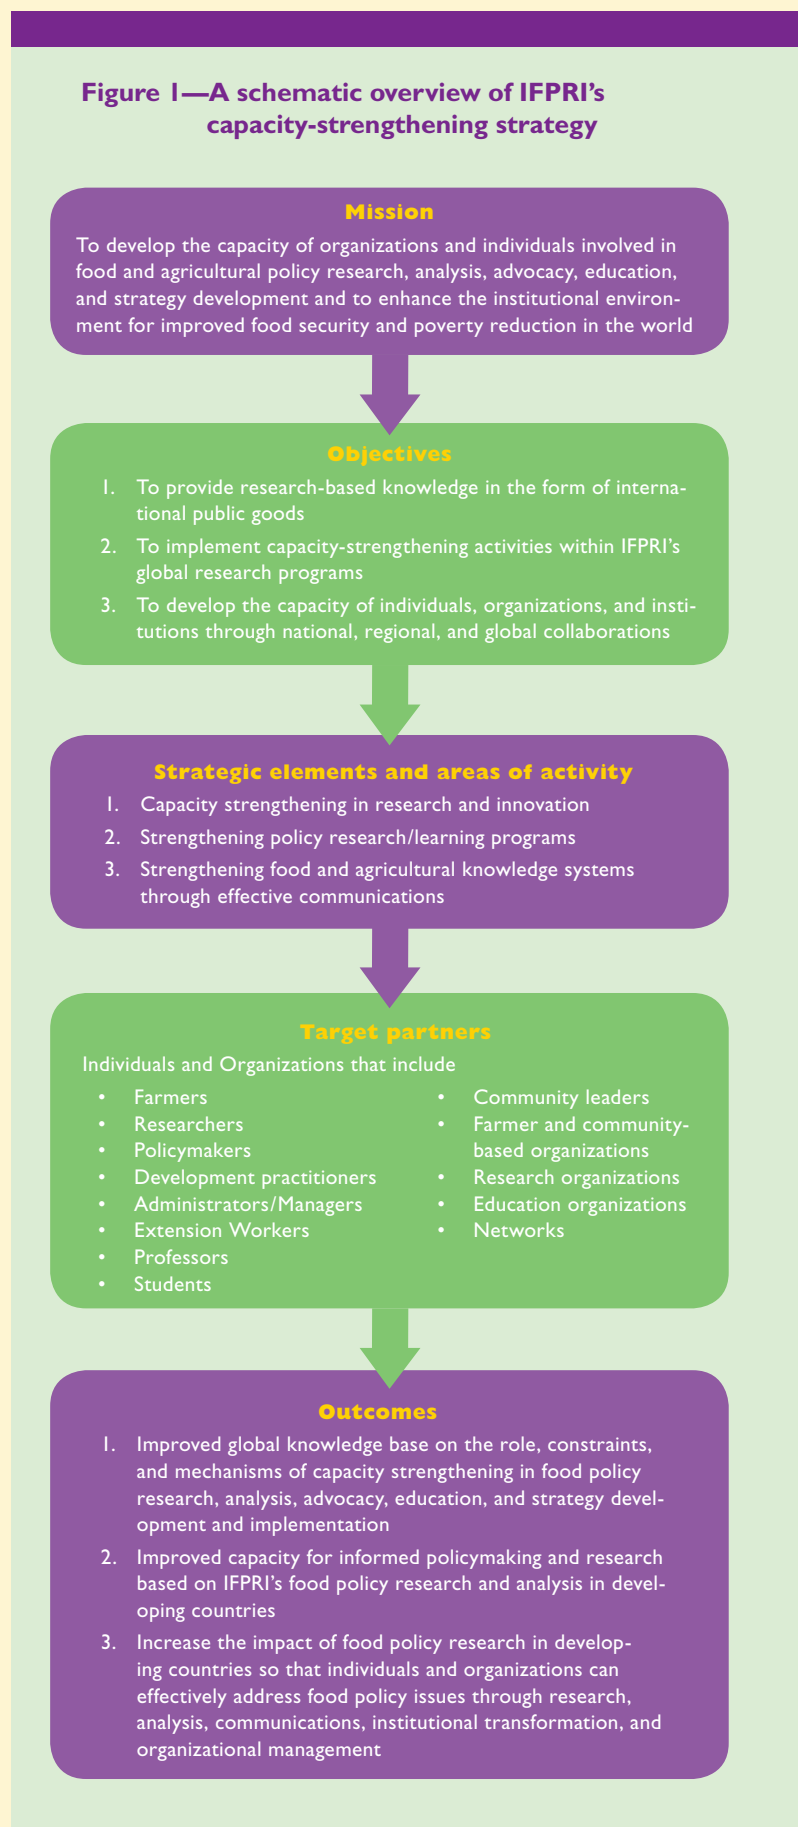 Figure 1—A schematic overview of IFPRI’s
capacity-strengthening strategy
Mission
To develop the capacity of organizations and individuals involved in
food and agricultural policy research, analysis, advocacy, education,
and strategy development and to enhance the institutional environ-
ment for improved food security and poverty reduction in the world
Objectives
1. To provide research-based knowledge in the form of interna-
tional public goods
2. To implement capacity-strengthening activities within IFPRI’s
global research programs
3. To develop the capacity of individuals, organizations, and insti-
tutions through national, regional, and global collaborations
Strategic elements and areas of activity
1. Capacity strengthening in research and innovation
2. Strengthening policy research/learning programs
3. Strengthening food and agricultural knowledge systems
through effective communications
Target partners
Individuals and Organizations that include
• Farmers
• Researchers
• Policymakers
• Development practitioners
• Administrators/Managers
• Extension Workers
• Professors
• Students
• Community leaders
• Farmer and community-
based organizations
• Research organizations
• Education organizations
• Networks
Outcomes
1. Improved global knowledge base on the role, constraints,
and mechanisms of capacity strengthening in food policy
research, analysis, advocacy, education, and strategy devel-
opment and implementation
2. Improved capacity for informed policymaking and research
based on IFPRI’s food policy research and analysis in devel-
oping countries
3. Increase the impact of food policy research in develop-
ing countries so that individuals and organizations can
effectively address food policy issues through research,
analysis, communications, institutional transformation, and
organizational management